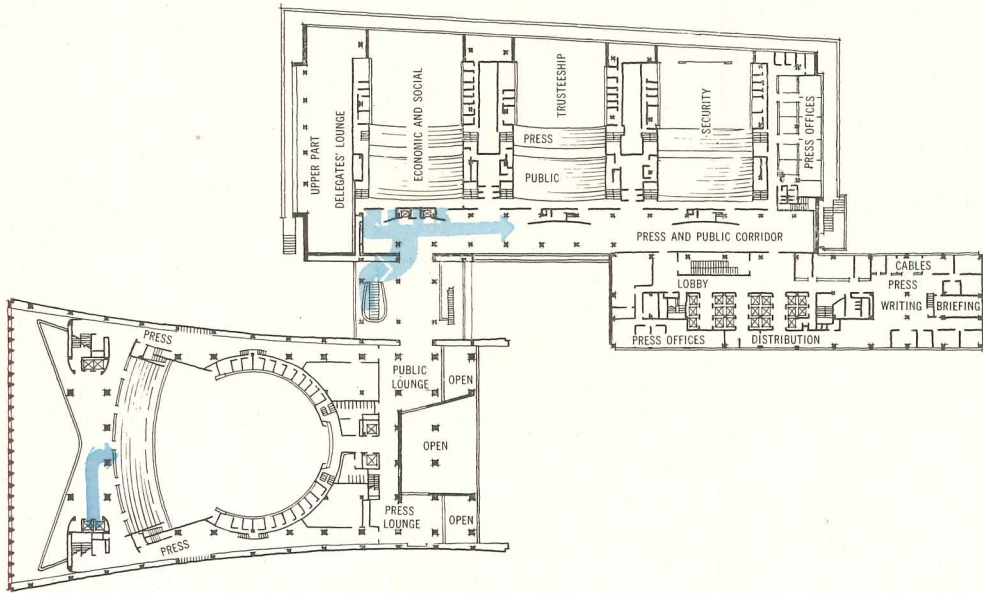 UPPER PART
DELEGATES' LOUNGE
ECONOMIC AND SOCIAL
TRUSTEESHIP
PRESS
PUBLIC
SECURITY
PRESS OFFICES
PRESS AND PUBLIC CORRIDOR
LOBBY
CABLES
PRESS
WRITING
BRIEFING
PRESS OFFICES
DISTRIBUTION
PRESS
PUBLIC
LOUNGE
OPEN
OPEN
PRESS
LOUNGE
OPEN
PRESS